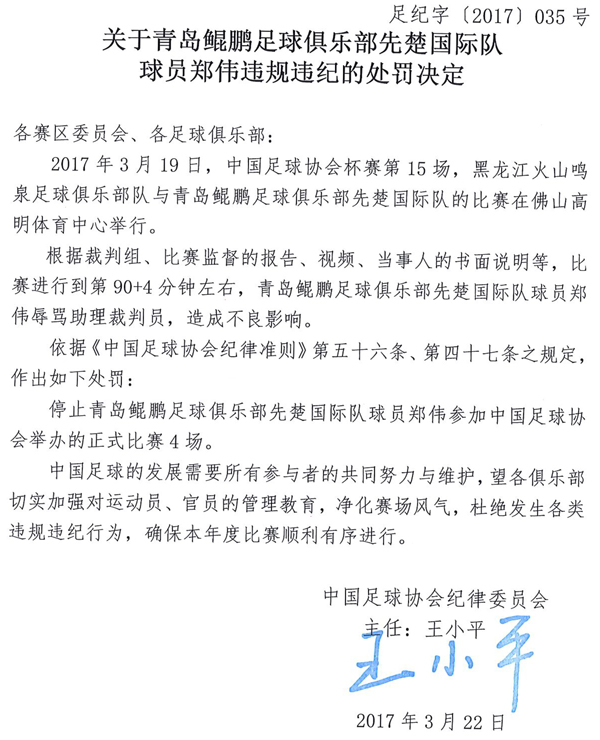 足纪字〔2017〕035 号
关于青岛鲲鹏足球俱乐部先楚国际队
球员郑伟违规违纪的处罚决定
各赛区委员会、各足球俱乐部：
2017 年 3 月 19 日，中国足球协会杯赛第 15 场，黑龙江火山鸣
泉足球俱乐部队与青岛鲲鹏足球俱乐部先楚国际队的比赛在佛山高
明体育中心举行。
根据裁判组、比赛监督的报告、视频、当事人的书面说明等，比
赛进行到第 90+4 分钟左右，青岛鲲鹏足球俱乐部先楚国际队球员郑
伟辱骂助理裁判员，造成不良影响。
依据《中国足球协会纪律准则》第五十六条、第四十七条之规定，
作出如下处罚：
停止青岛鲲鹏足球俱乐部先楚国际队球员郑伟参加中国足球协
会举办的正式比赛 4 场。
中国足球的发展需要所有参与者的共同努力与维护，望各俱乐部
切实加强对运动员、官员的管理教育，净化赛场风气，杜绝发生各类
违规违纪行为，确保本年度比赛顺利有序进行。
中国足球协会纪律委员会
主任：王小平
王小平
2017 年 3 月 22 日